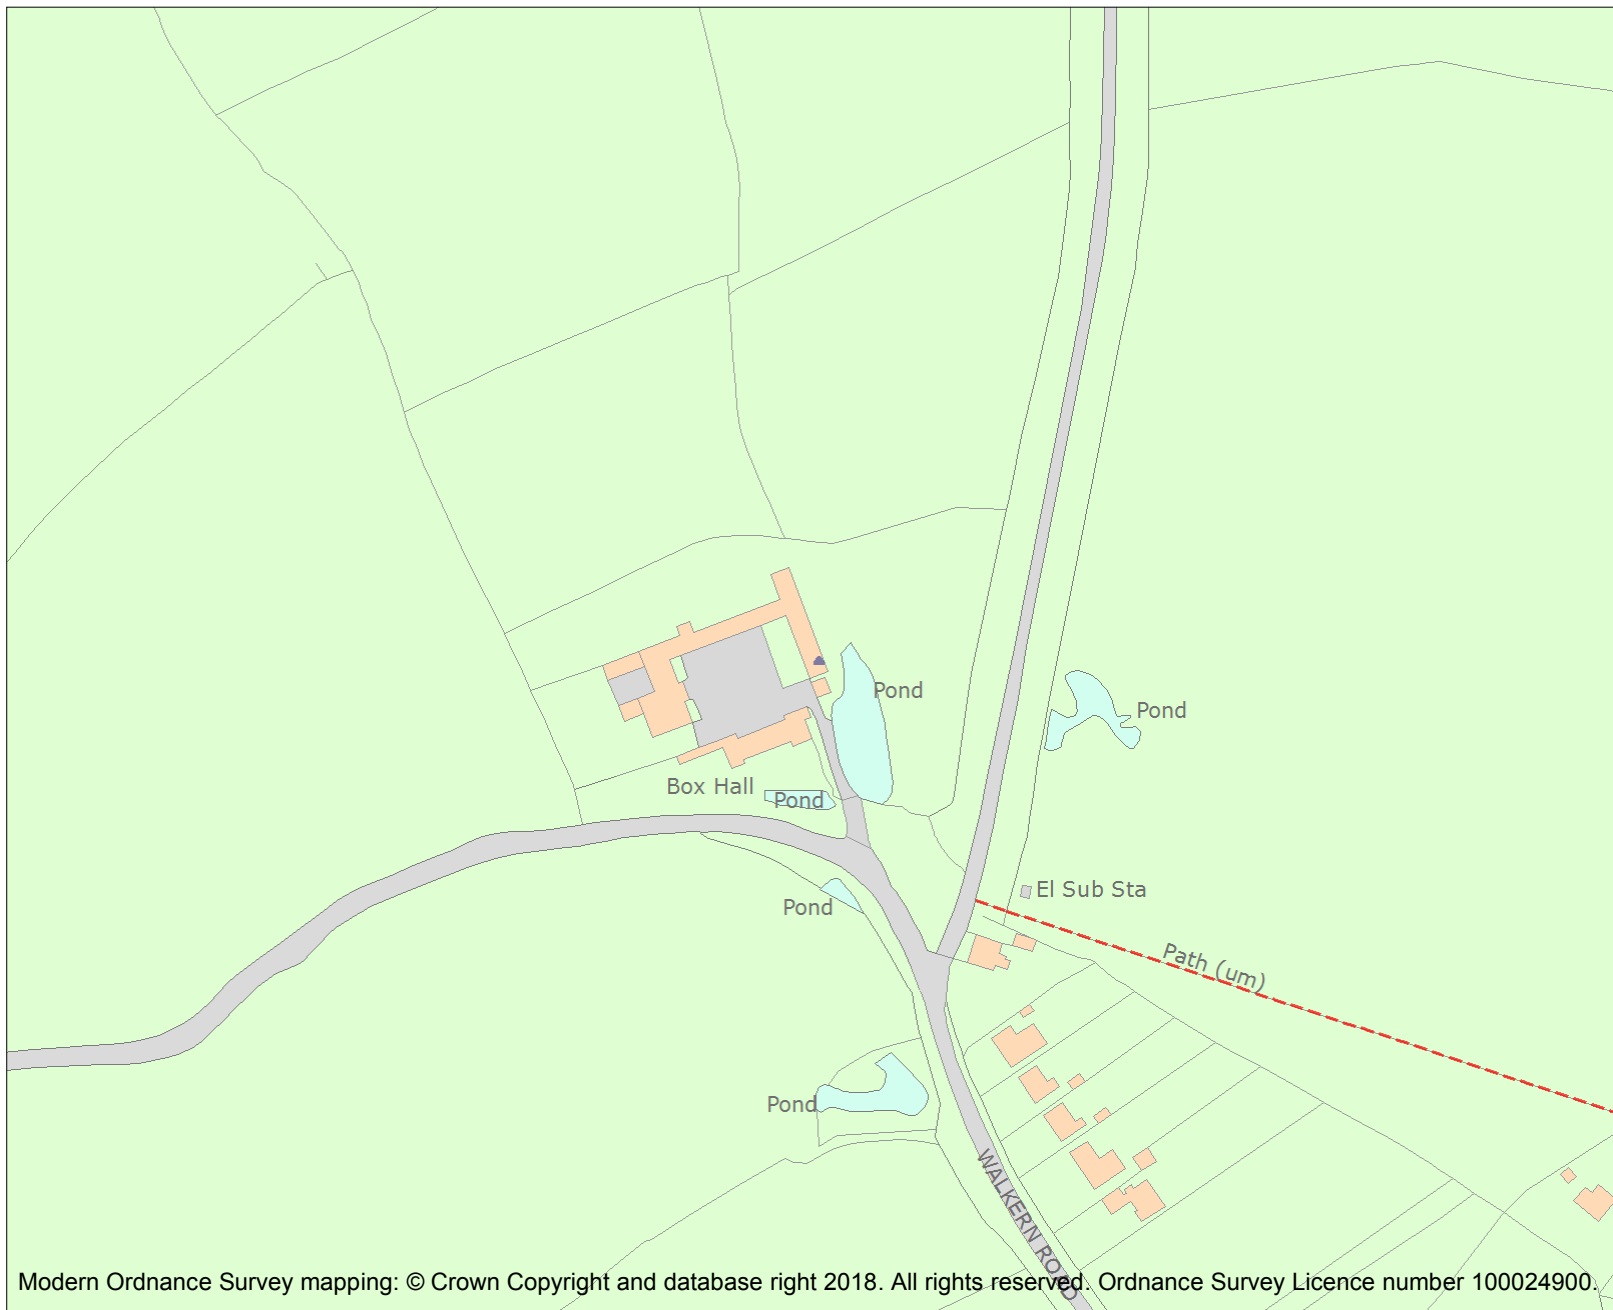 Pond
Pond
Box Hall
Pond
El Sub Sta
Pond
Path (um)
Pond
WALKERN ROAD
Modern Ordnance Survey mapping: © Crown Copyright and database right 2018. All rights reserved. Ordnance Survey Licence number 100024900.